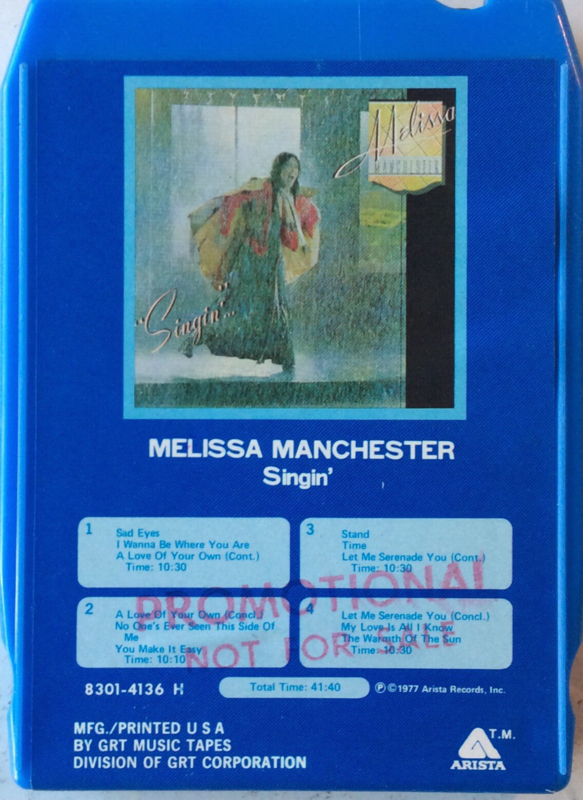 Melissa
MANCHESTER
"Singin'..."
MELISSA MANCHESTER
Singin'
1
Sad Eyes
I Wanna Be Where You Are
A Love Of Your Own (Cont.)
Time: 10:30
2
A Love Of Your Own (Concl.)
No One's Ever Seen This Side Of
Me
You Make It Easy
Time: 10:10
3
Stand
Time
Let Me Serenade You (Cont.)
Time: 10:30
4
Let Me Serenade You (Concl.)
My Love Is All I Know
The Warmth Of The Sun
Time: 10:30
PROMOTIONAL
NOT FOR SALE
8301-4136 H
Total Time: 41:40
Ⓟ©1977 Arista Records, Inc.
MFG./PRINTED U S A
BY GRT MUSIC TAPES
DIVISION OF GRT CORPORATION
T.M.
ARISTA